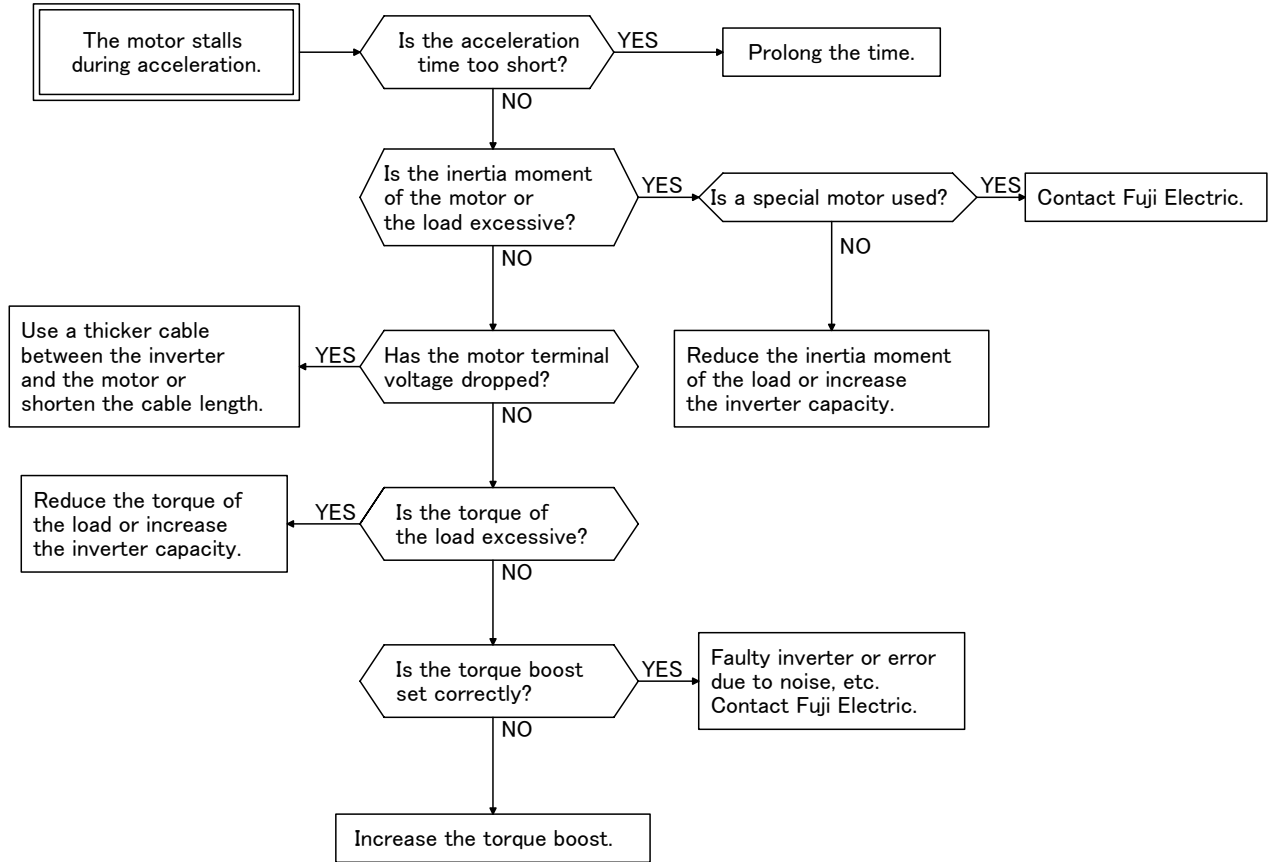 The motor stalls
during acceleration.
Is the acceleration
time too short?
YES
Prolong the time.
NO
Is the inertia moment
of the motor or
the load excessive?
YES
Is a special motor used?
YES
Contact Fuji Electric.
NO
NO
Use a thicker cable
between the inverter
and the motor or
shorten the cable length.
YES
Has the motor terminal
voltage dropped?
Reduce the inertia moment
of the load or increase
the inverter capacity.
NO
Reduce the torque of
the load or increase
the inverter capacity.
YES
Is the torque of
the load excessive?
NO
Is the torque boost
set correctly?
YES
Faulty inverter or error
due to noise, etc.
Contact Fuji Electric.
NO
Increase the torque boost.